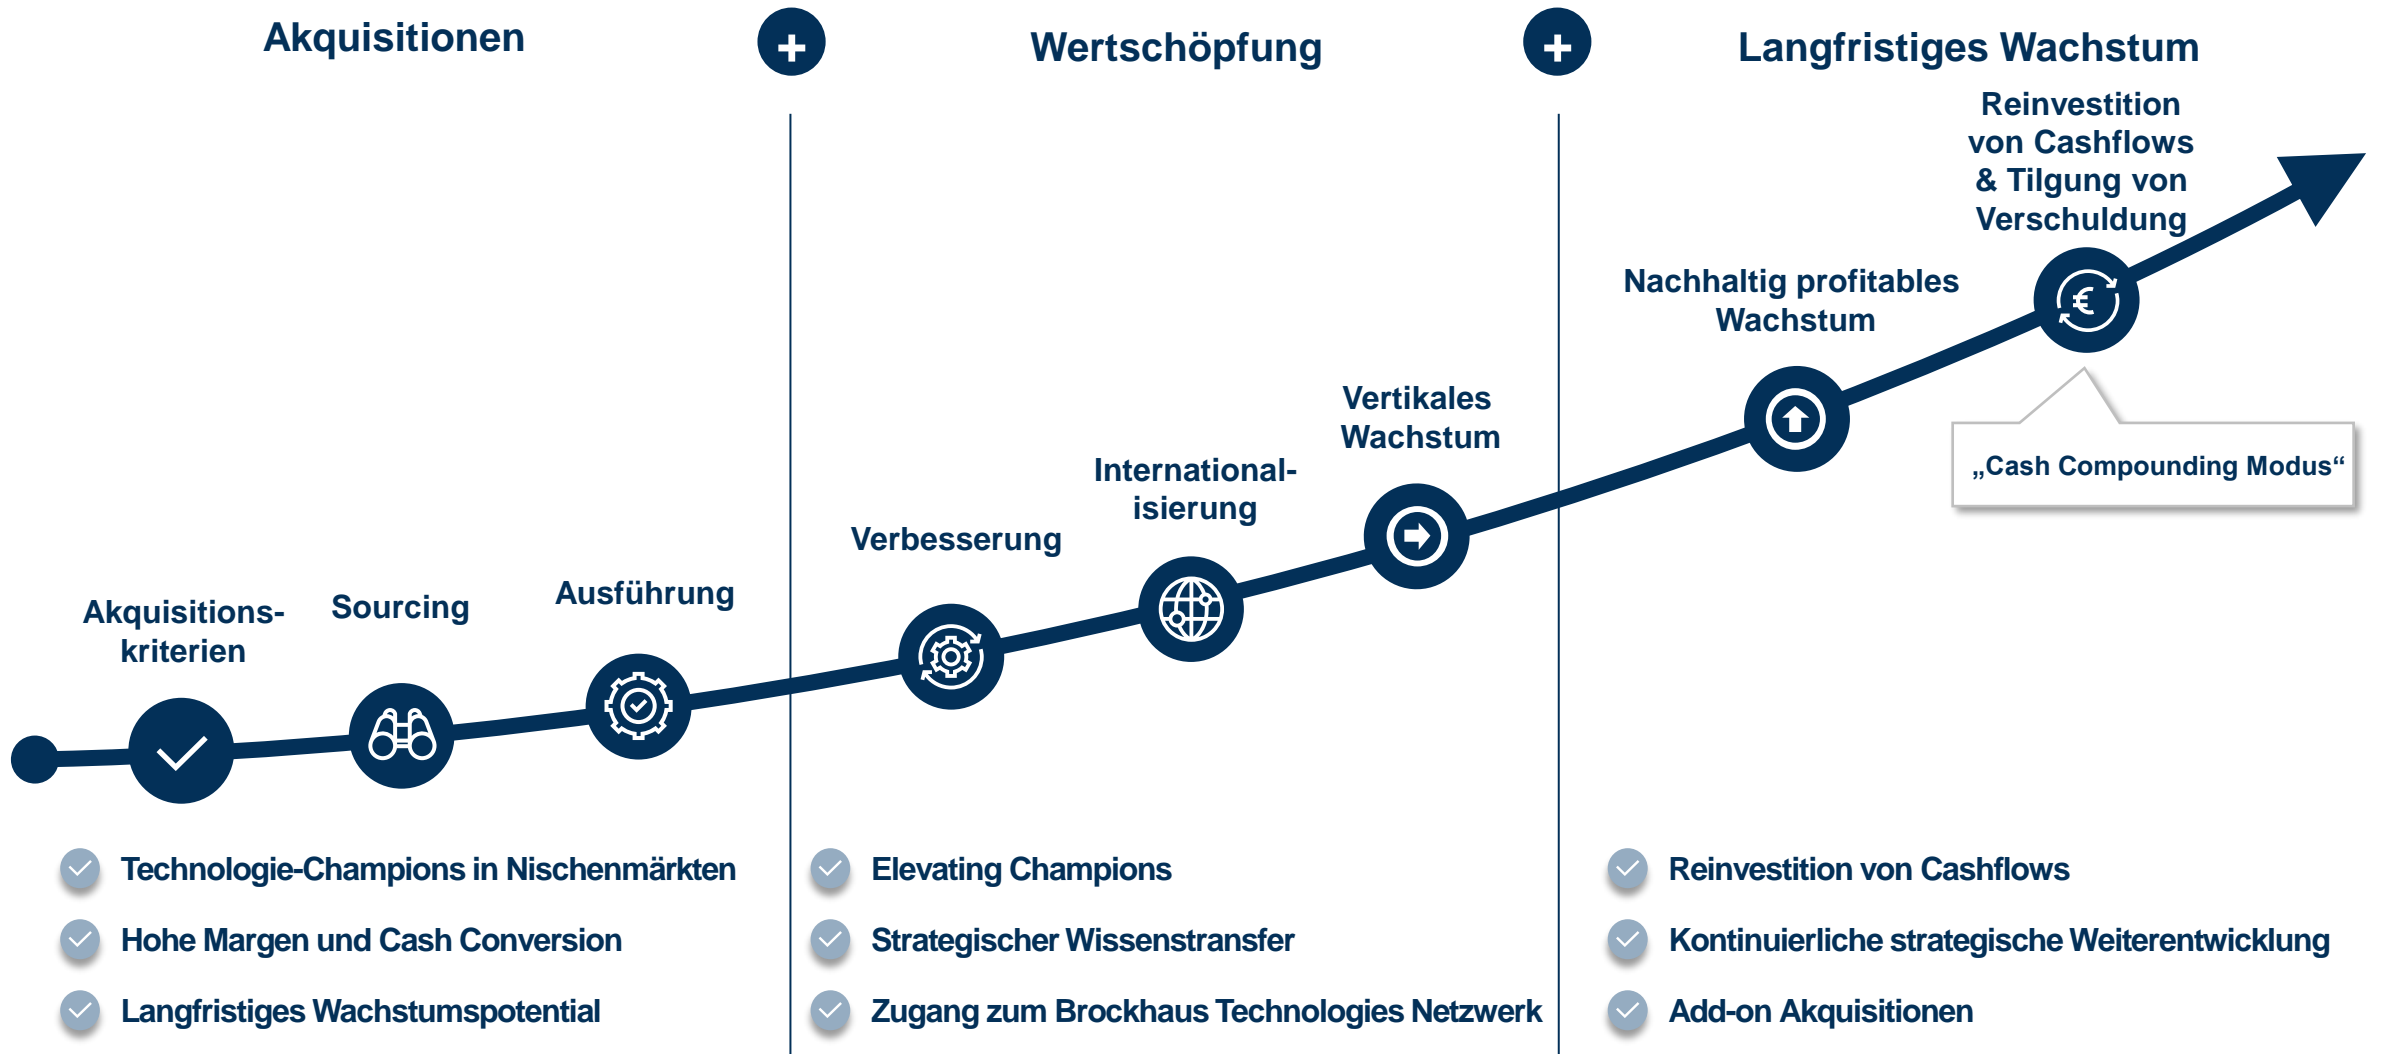 Akquisitionen
+
Wertschöpfung
+
Langfristiges Wachstum
Akquisitions-
kriterien
Sourcing
Ausführung
Verbesserung
International-
isierung
Vertikales
Wachstum
Nachhaltig profitables
Wachstum
Reinvestition
von Cashflows
& Tilgung von
Verschuldung
€
„Cash Compounding Modus“
Technologie-Champions in Nischenmärkten
Hohe Margen und Cash Conversion
Langfristiges Wachstumspotential
Elevating Champions
Strategischer Wissenstransfer
Zugang zum Brockhaus Technologies Netzwerk
Reinvestition von Cashflows
Kontinuierliche strategische Weiterentwicklung
Add-on Akquisitionen